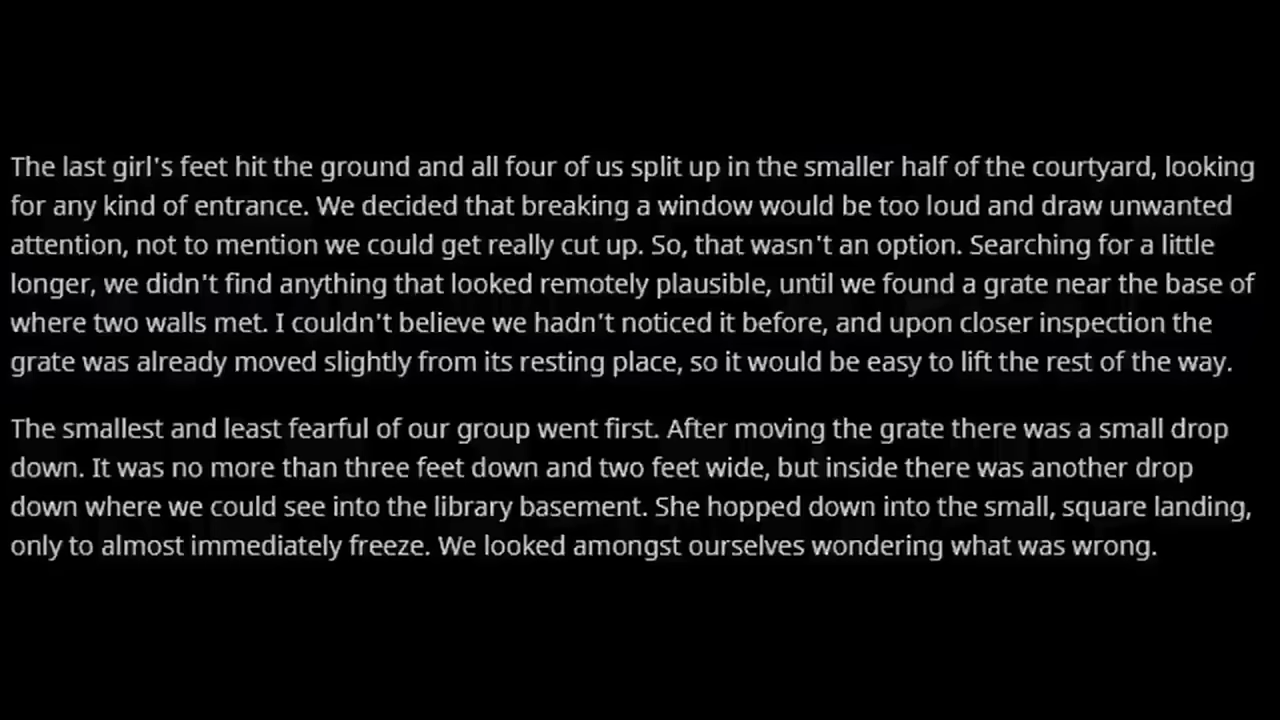 The last girl's feet hit the ground and all four of us split up in the smaller half of the courtyard, looking
for any kind of entrance. We decided that breaking a window would be too loud and draw unwanted
attention, not to mention we could get really cut up. So, that wasn't an option. Searching for a little
longer, we didn't find anything that looked remotely plausible, until we found a grate near the base of
where two walls met. I couldn't believe we hadn't noticed it before, and upon closer inspection the
grate was already moved slightly from its resting place, so it would be easy to lift the rest of the way.
The smallest and least fearful of our group went first. After moving the grate there was a small drop
down. It was no more than three feet down and two feet wide, but inside there was another drop
down where we could see into the library basement. She hopped down into the small, square landing,
only to almost immediately freeze. We looked amongst ourselves wondering what was wrong.